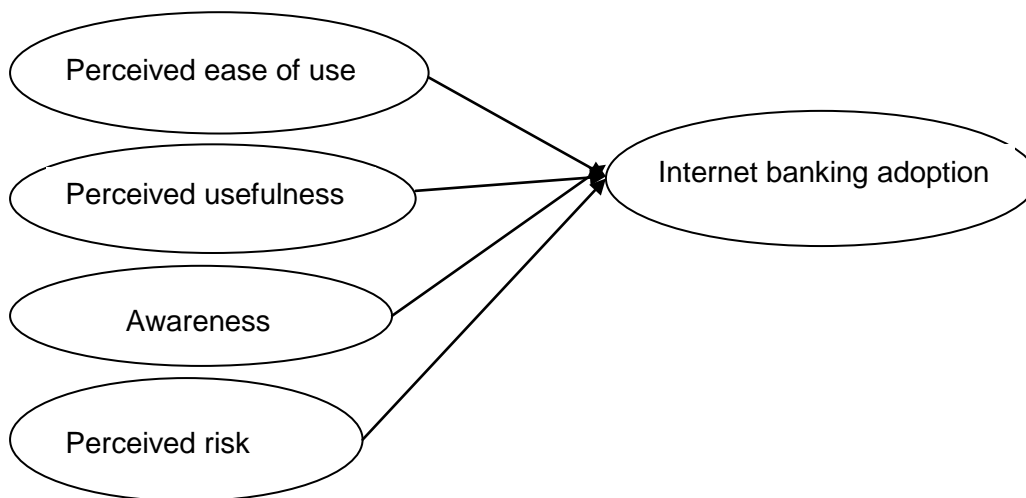 Perceived ease of use
Perceived usefulness
Awareness
Perceived risk
Internet banking adoption